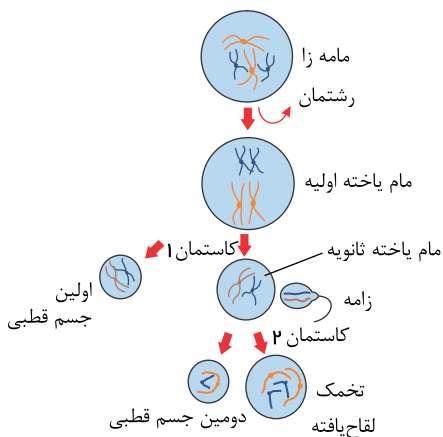 مامه زا
رشتمان
مام یاخته اولیه
کاستمان ۱
مام یاخته ثانویه
اولین
جسم قطبی
زامه
کاستمان ۲
تخمک
لقاح‌یافته
دومین جسم قطبی